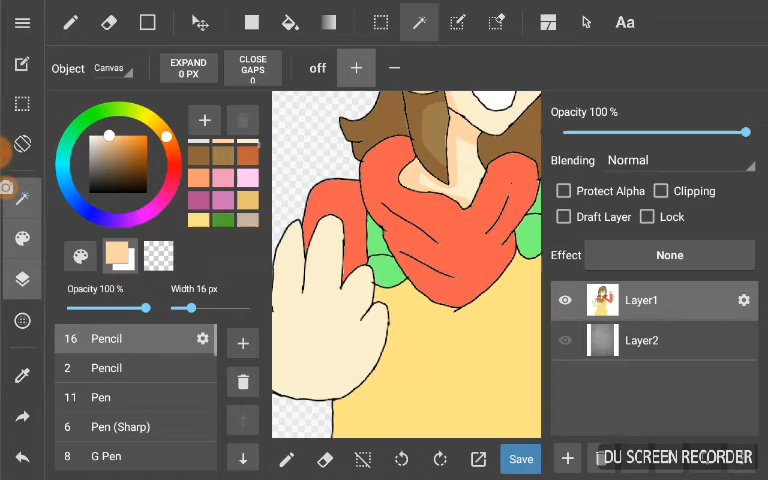 Aa
Object Canvas
EXPAND
0 PX
CLOSE
GAPS
0
off
Opacity 100 %
Blending Normal
Protect Alpha Clipping
Draft Layer Lock
Effect None
Opacity 100 % Width 16 px
Layer1
Layer2
16 Pencil
2 Pencil
11 Pen
6 Pen (Sharp)
8 G Pen
Save
DU SCREEN RECORDER